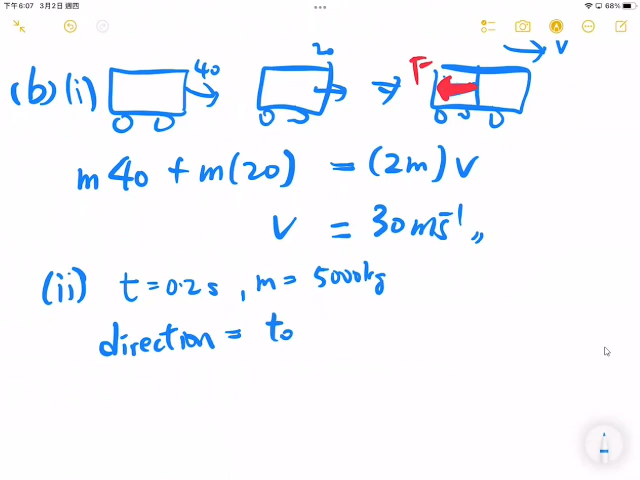 下午6:07 3月2日 週四
68%
(b)(i) 40 20 F v
m40 + m(20) = (2m) v
v = 30ms⁻¹,,
(ii) t = 0.2s , m = 5000kg
direction = to